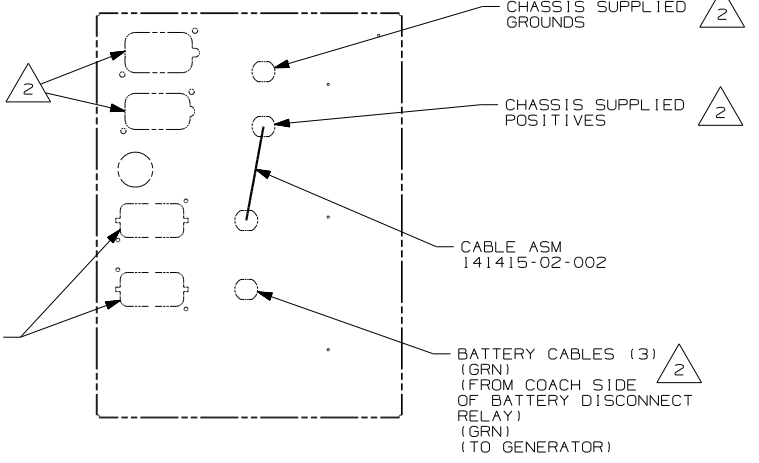 CHASSIS SUPPLIED
GROUNDS
2
2
CHASSIS SUPPLIED
POSITIVES
2
CABLE ASM
141415-02-002
BATTERY CABLES (3)
(GRN)
2
(FROM COACH SIDE
OF BATTERY DISCONNECT
RELAY)
(GRN)
(TO GENERATOR)